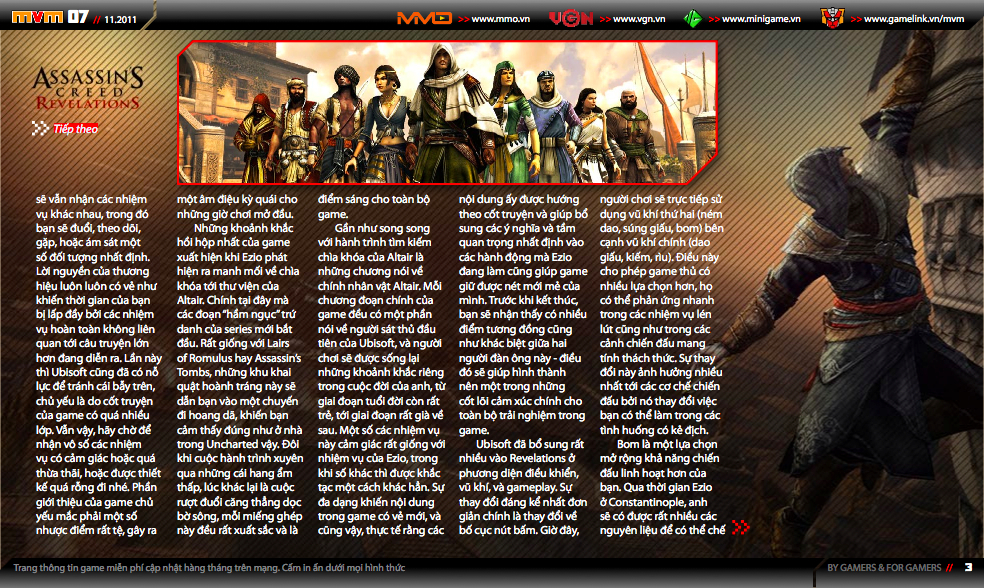 mvm 07 // 11.2011
MMO >> www.mmo.vn
VGN >> www.vgn.vn
>> www.minigame.vn
>> www.gamelink.vn/mvm
ASSASSIN'S
CREED
REVELATIONS
Tiếp theo
sẽ vẫn nhận các nhiệm
vụ khác nhau, trong đó
bạn sẽ đuổi, theo dõi,
gặp, hoặc ám sát một
số đối tượng nhất định.
Lời nguyền của thương
hiệu luôn luôn có vẻ như
khiến thời gian của bạn
bị lấp đầy bởi các nhiệm
vụ hoàn toàn không liên
quan tới câu truyện lớn
hơn đang diễn ra. Lần này
thì Ubisoft cũng đã có nỗ
lực để tránh cái bẫy trên,
chủ yếu là do cốt truyện
của game có quá nhiều
lớp. Vẫn vậy, hãy chờ để
nhận vô số các nhiệm
vụ có cảm giác hoặc quá
thừa thãi, hoặc được thiết
kế quá rỗng đi nhé. Phần
giới thiệu của game chủ
yếu mắc phải một số
nhược điểm rất tệ, gây ra
một âm điệu kỳ quái cho
những giờ chơi mở đầu.
Những khoảnh khắc
hồi hộp nhất của game
xuất hiện khi Ezio phát
hiện ra manh mối về chìa
khóa tới thư viện của
Altair. Chính tại đây mà
các đoạn "hầm ngục" trứ
danh của series mới bắt
đầu. Rất giống với Lairs
of Romulus hay Assassin's
Tombs, những khu khai
quật hoành tráng này sẽ
dẫn bạn vào một chuyến
đi hoang dã, khiến bạn
cảm thấy đúng như ở nhà
trong Uncharted vậy. Đôi
khi cuộc hành trình xuyên
qua những cái hang ẩm
thấp, lúc khác lại là cuộc
rượt đuổi căng thẳng dọc
bờ sông, mỗi miếng ghép
này đều rất xuất sắc và là
điểm sáng cho toàn bộ
game.
Gần như song song
với hành trình tìm kiếm
chìa khóa của Altair là
những chương nói về
chính nhân vật Altair. Mỗi
chương đoạn chính của
game đều có một phần
nói về người sát thủ đầu
tiên của Ubisoft, và người
chơi sẽ được sống lại
những khoảnh khắc riêng
trong cuộc đời của anh, từ
giai đoạn tuổi đời còn rất
trẻ, tới giai đoạn rất già về
sau. Một số các nhiệm vụ
này cảm giác rất giống với
nhiệm vụ của Ezio, trong
khi số khác thì được khắc
tạc một cách khác hẳn. Sự
đa dạng khiến nội dung
trong game có vẻ mới, và
cũng vậy, thực tế rằng các
nội dung ấy được hướng
theo cốt truyện và giúp bổ
sung các ý nghĩa và tầm
quan trọng nhất định vào
các hành động mà Ezio
đang làm cũng giúp game
giữ được nét mới mẻ của
mình. Trước khi kết thúc,
bạn sẽ nhận thấy có nhiều
điểm tương đồng cũng
như khác biệt giữa hai
người đàn ông này - điều
đó sẽ giúp hình thành
nên một trong những
cốt lõi cảm xúc chính cho
toàn bộ trải nghiệm trong
game.
Ubisoft đã bổ sung rất
nhiều vào Revelations ở
phương diện điều khiển,
vũ khí, và gameplay. Sự
thay đổi đáng kể nhất đơn
giản chính là thay đổi về
bố cục nút bấm. Giờ đây,
người chơi sẽ trực tiếp sử
dụng vũ khí thứ hai (ném
dao, súng giấu, bom) bên
cạnh vũ khí chính (dao
giấu, kiếm, rìu). Điều này
cho phép game thủ có
nhiều lựa chọn hơn, họ
có thể phản ứng nhanh
trong các nhiệm vụ lén
lút cũng như trong các
cảnh chiến đấu mang
tính thách thức. Sự thay
đổi này ảnh hưởng nhiều
nhất tới các cơ chế chiến
đấu bởi nó thay đổi việc
bạn có thể làm trong các
tình huống có kẻ địch.
Bom là một lựa chọn
mở rộng khả năng chiến
đấu linh hoạt hơn của
bạn. Qua thời gian Ezio
ở Constantinople, anh
sẽ có được rất nhiều các
nguyên liệu để có thể chế
Trang thông tin game miễn phí cập nhật hàng tháng trên mạng. Cấm in ấn dưới mọi hình thức
BY GAMERS & FOR GAMERS // 3